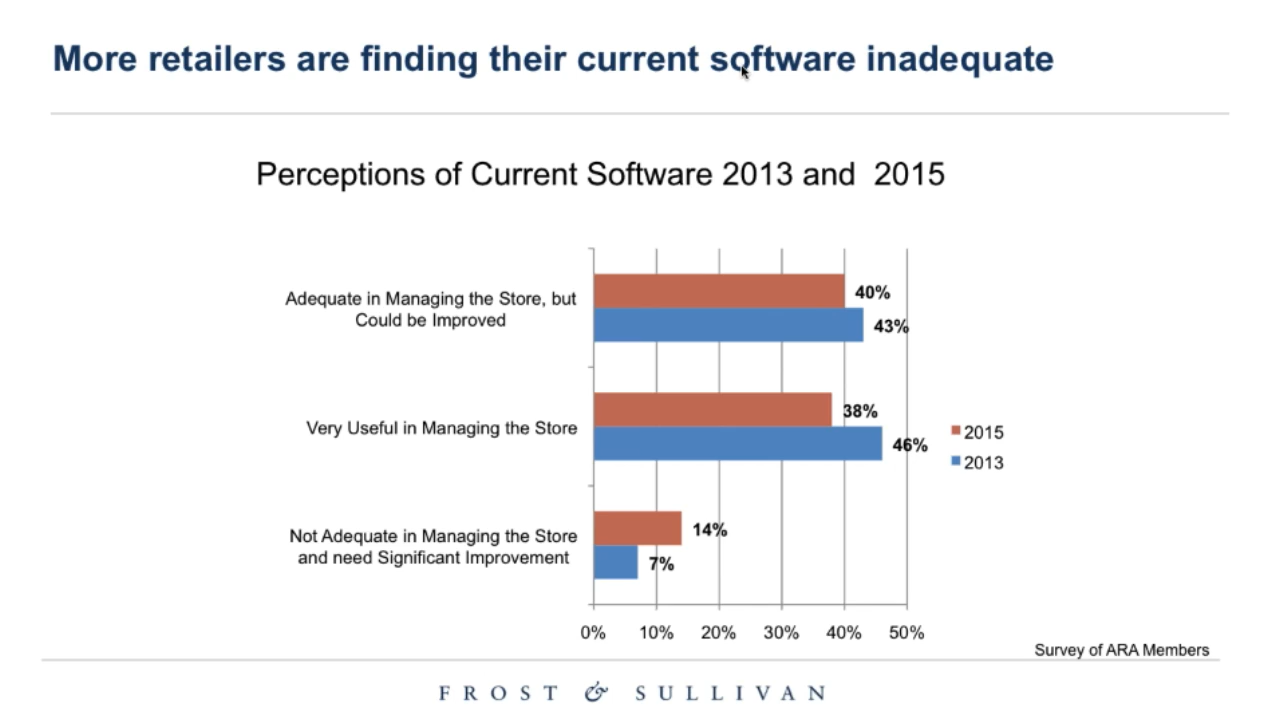 More retailers are finding their current software inadequate
Perceptions of Current Software 2013 and  2015
Adequate in Managing the Store, but
Could be Improved
40%
43%
Very Useful in Managing the Store
38%
46%
2015
2013
Not Adequate in Managing the Store
and need Significant Improvement
14%
7%
0% 10% 20% 30% 40% 50%
Survey of ARA Members
FROST & SULLIVAN